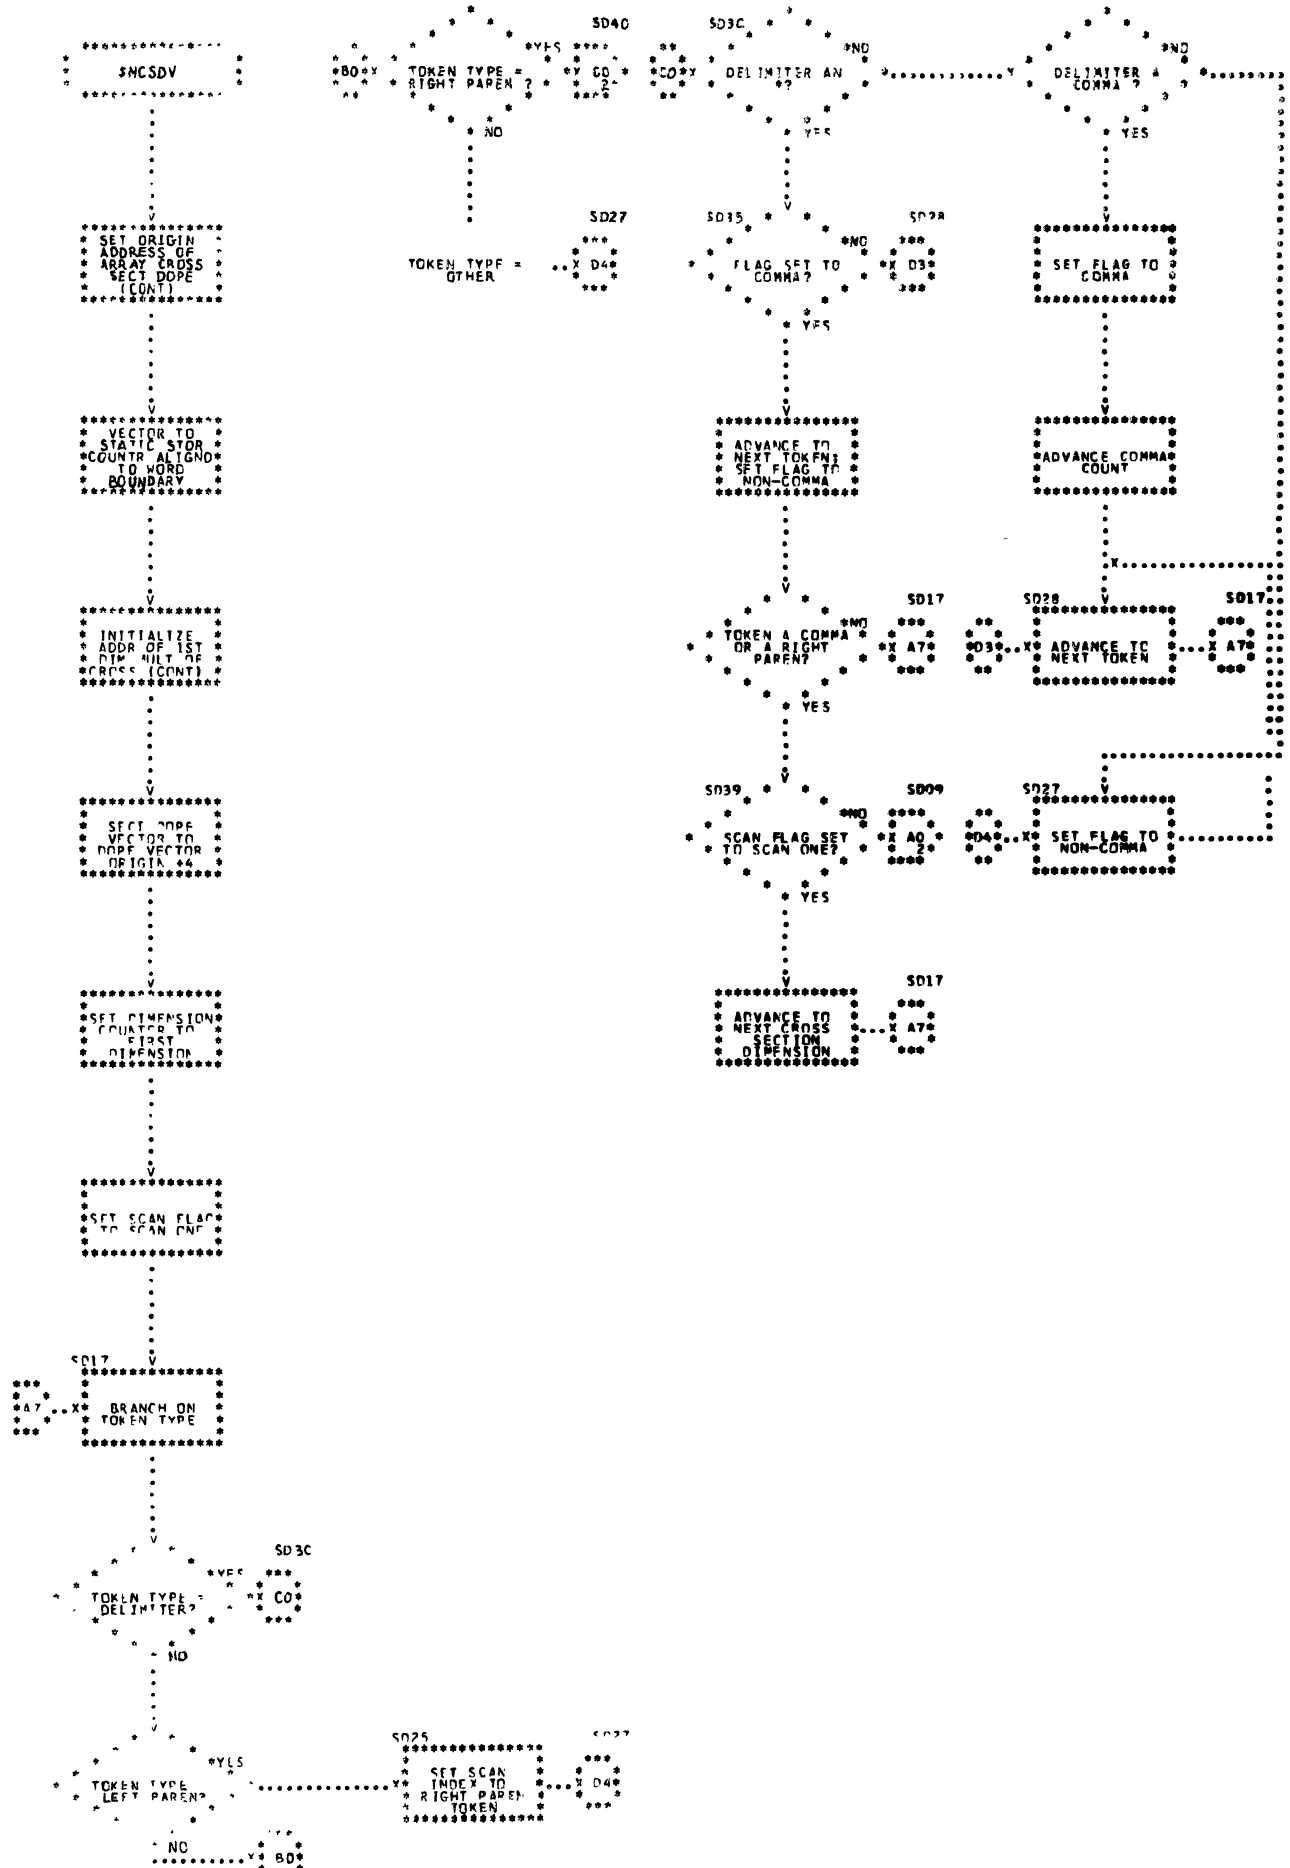 $MCSDV
SET ORIGIN
ADDRESS OF
ARRAY CROSS
SECT DOPE
(CONT)
VECTOR TO
STATIC STOR
COUNTR ALIGND
TO WORD
BOUNDARY
INITIALIZE
ADDR OF 1ST
DIM MULT OF
CROSS (CONT)
SECT DOPE
VECTOR TO
DOPE VECTOR
ORIGIN +4
SET DIMENSION
COUNTER TO
FIRST
DIMENSION
SET SCAN FLAG
TO SCAN ONE
SD17
A7
BRANCH ON
TOKEN TYPE
SD3C
TOKEN TYPE =
DELIMITER?
YES
C0
NO
TOKEN TYPE
LEFT PAREN?
YES
NO
B0
SD25
SET SCAN
INDEX TO
RIGHT PAREN
TOKEN
SD27
D4
B0
TOKEN TYPE =
RIGHT PAREN ?
YES
SD40
2
NO
TOKEN TYPE =
OTHER
SD27
D4
SD3C
C0
DELIMITER AN
*?
NO
YES
SD35
FLAG SET TO
COMMA?
NO
SD28
D3
YES
ADVANCE TO
NEXT TOKEN;
SET FLAG TO
NON-COMMA
TOKEN A COMMA
OR A RIGHT
PAREN?
NO
SD17
A7
YES
SD39
SCAN FLAG SET
TO SCAN ONE?
NO
SD09
A0
2
YES
ADVANCE TO
NEXT CROSS
SECTION
DIMENSION
SD17
A7
DELIMITER A
COMMA ?
NO
YES
SET FLAG TO
COMMA
ADVANCE COMMA
COUNT
SD28
D3
ADVANCE TO
NEXT TOKEN
SD17
A7
SD27
D4
SET FLAG TO
NON-COMMA